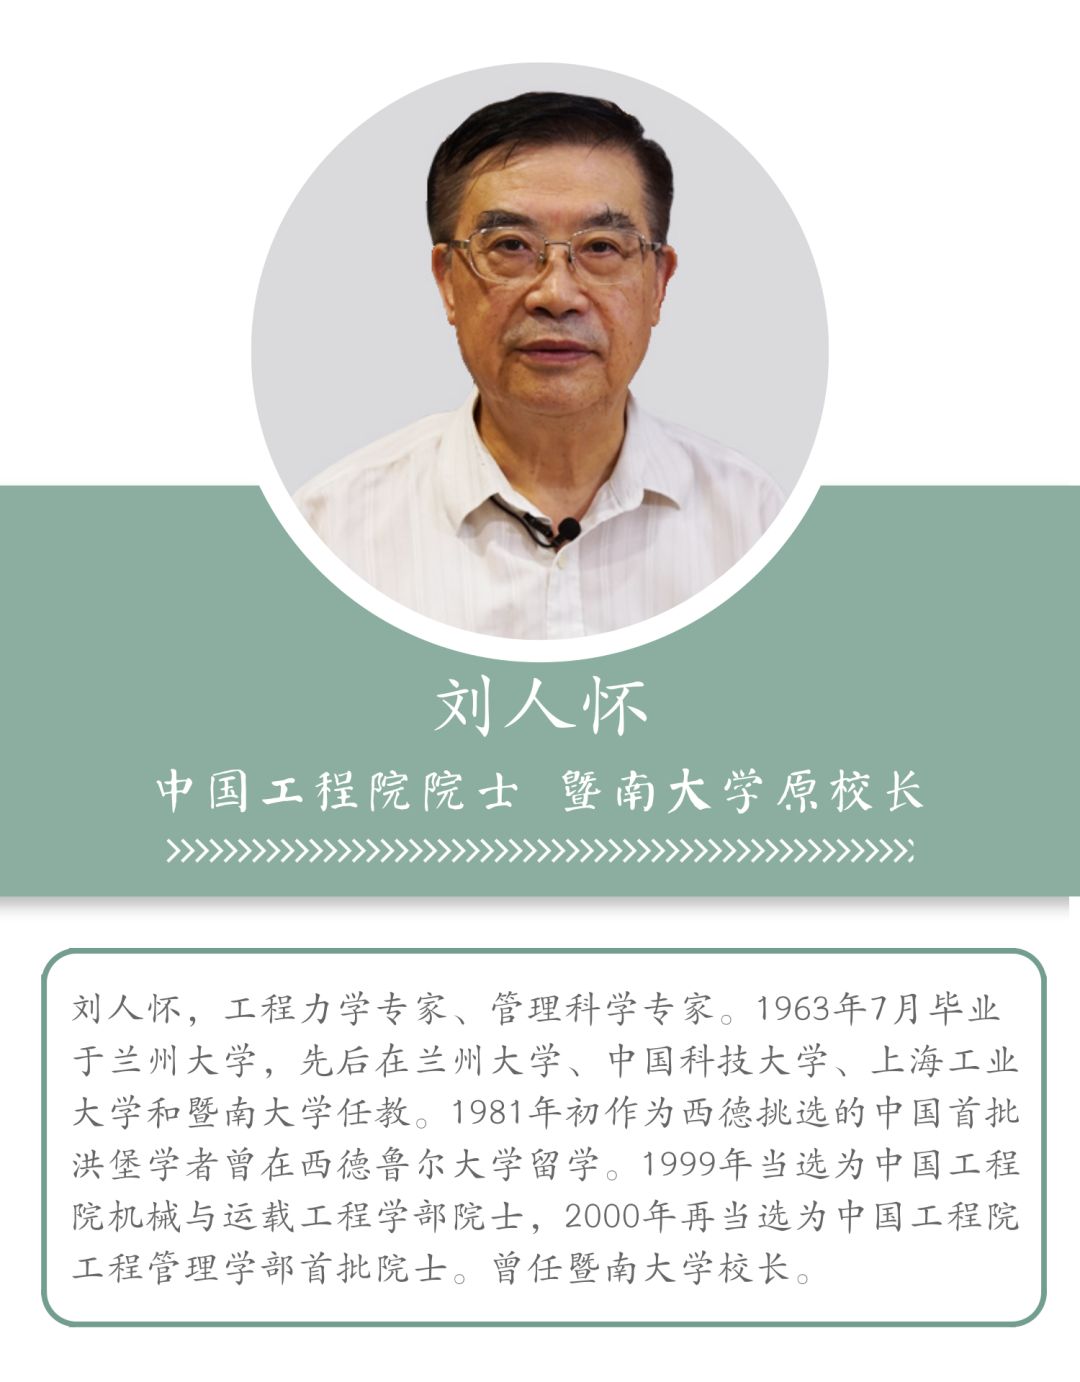 刘人怀
中国工程院院士 暨南大学原校长
刘人怀，工程力学专家、管理科学专家。1963年7月毕业
于兰州大学，先后在兰州大学、中国科技大学、上海工业
大学和暨南大学任教。1981年初作为西德挑选的中国首批
洪堡学者曾在西德鲁尔大学留学。1999年当选为中国工程
院机械与运载工程学部院士，2000年再当选为中国工程院
工程管理学部首批院士。曾任暨南大学校长。